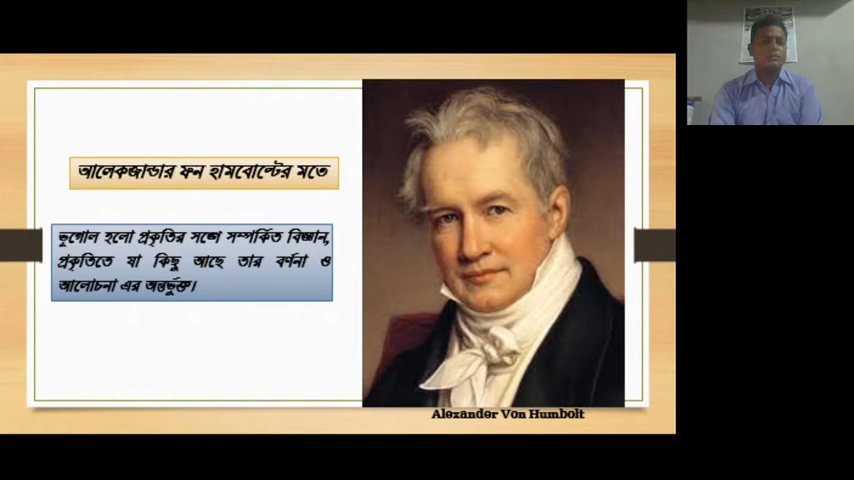 আলেকজান্ডার ফন হামবোল্টের মতে
ভূগোল হলো প্রকৃতির সঙ্গে সম্পর্কিত বিজ্ঞান,
প্রকৃতিতে যা কিছু আছে তার বর্ণনা ও
আলোচনা এর অন্তর্ভুক্ত।
Alexander Von Humbolt